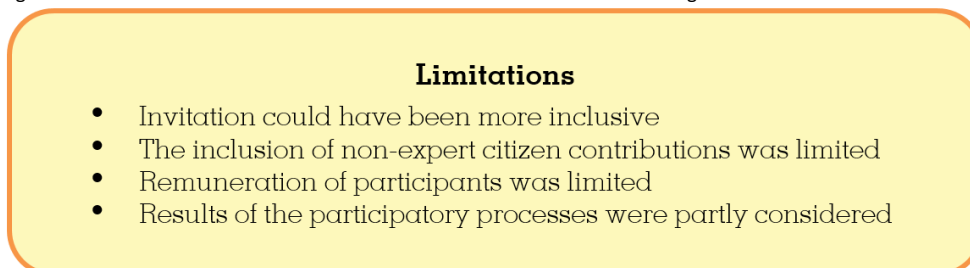 Limitations
• Invitation could have been more inclusive
• The inclusion of non-expert citizen contributions was limited
• Remuneration of participants was limited
• Results of the participatory processes were partly considered